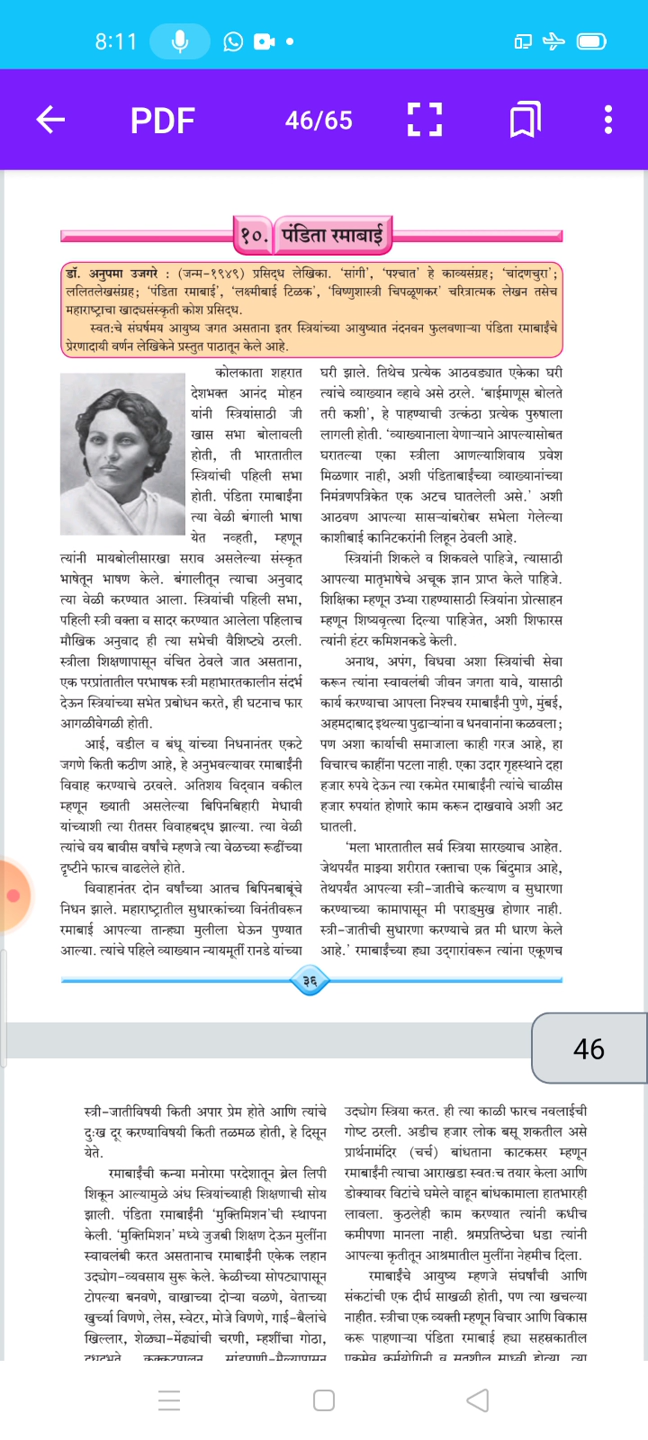 8:11
PDF
46/65
१०. पंडिता रमाबाई
डॉ. अनुपमा उजगरे : (जन्म-१९४९) प्रसिद्ध लेखिका. 'सांगी', 'पश्चात' हे काव्यसंग्रह; 'चांदणचुरा';
ललितलेखसंग्रह; 'पंडिता रमाबाई', 'लक्ष्मीबाई टिळक', 'विष्णुशास्त्री चिपळूणकर' चरित्रात्मक लेखन तसेच
महाराष्ट्राचा खाद्यसंस्कृती कोश प्रसिद्ध.
स्वतःचे संघर्षमय आयुष्य जगत असताना इतर स्त्रियांच्या आयुष्यात नंदनवन फुलवणाऱ्या पंडिता रमाबाईंचे
प्रेरणादायी वर्णन लेखिकेने प्रस्तुत पाठातून केले आहे.
कोलकाता शहरात
देशभक्त आनंद मोहन
यांनी स्त्रियांसाठी जी
खास सभा बोलावली
होती, ती भारतातील
स्त्रियांची पहिली सभा
होती. पंडिता रमाबाईंना
त्या वेळी बंगाली भाषा
येत नव्हती, म्हणून
त्यांनी मायबोलीसारखा सराव असलेल्या संस्कृत
भाषेतून भाषण केले. बंगालीतून त्याचा अनुवाद
त्या वेळी करण्यात आला. स्त्रियांची पहिली सभा,
पहिली स्त्री वक्ता व सादर करण्यात आलेला पहिलाच
मौखिक अनुवाद ही त्या सभेची वैशिष्ट्ये ठरली.
स्त्रीला शिक्षणापासून वंचित ठेवले जात असताना,
एक परप्रांतातील परभाषक स्त्री महाभारतकालीन संदर्भ
देऊन स्त्रियांच्या सभेत प्रबोधन करते, ही घटनाच फार
आगळीवेगळी होती.
आई, वडील व बंधू यांच्या निधनानंतर एकटे
जगणे किती कठीण आहे, हे अनुभवल्यावर रमाबाईंनी
विवाह करण्याचे ठरवले. अतिशय विद्वान वकील
म्हणून ख्याती असलेल्या बिपिनबिहारी मेधावी
यांच्याशी त्या रीतसर विवाहबद्ध झाल्या. त्या वेळी
त्यांचे वय बावीस वर्षांचे म्हणजे त्या वेळच्या रूढींच्या
दृष्टीने फारच वाढलेले होते.
विवाहानंतर दोन वर्षांच्या आतच बिपिनबाबूंचे
निधन झाले. महाराष्ट्रातील सुधारकांच्या विनंतीवरून
रमाबाई आपल्या तान्ह्या मुलीला घेऊन पुण्यात
आल्या. त्यांचे पहिले व्याख्यान न्यायमूर्ती रानडे यांच्या
घरी झाले. तिथेच प्रत्येक आठवड्यात एकेका घरी
त्यांचे व्याख्यान व्हावे असे ठरले. 'बाईमाणूस बोलते
तरी कशी', हे पाहण्याची उत्कंठा प्रत्येक पुरुषाला
लागली होती. 'व्याख्यानाला येणाऱ्याने आपल्यासोबत
घरातल्या एका स्त्रीला आणल्याशिवाय प्रवेश
मिळणार नाही, अशी पंडिताबाईंच्या व्याख्यानांच्या
निमंत्रणपत्रिकेत एक अटच घातलेली असे.' अशी
आठवण आपल्या सासऱ्यांबरोबर सभेला गेलेल्या
काशीबाई कानिटकरांनी लिहून ठेवली आहे.
स्त्रियांनी शिकले व शिकवले पाहिजे, त्यासाठी
आपल्या मातृभाषेचे अचूक ज्ञान प्राप्त केले पाहिजे.
शिक्षिका म्हणून उभ्या राहण्यासाठी स्त्रियांना प्रोत्साहन
म्हणून शिष्यवृत्त्या दिल्या पाहिजेत, अशी शिफारस
त्यांनी हंटर कमिशनकडे केली.
अनाथ, अपंग, विधवा अशा स्त्रियांची सेवा
करून त्यांना स्वावलंबी जीवन जगता यावे, यासाठी
कार्य करण्याचा आपला निश्चय रमाबाईंनी पुणे, मुंबई,
अहमदाबाद इथल्या पुढाऱ्यांना व धनवानांना कळवला;
पण अशा कार्याची समाजाला काही गरज आहे, हा
विचारच काहींना पटला नाही. एका उदार गृहस्थाने दहा
हजार रुपये देऊन त्या रकमेत रमाबाईंनी त्यांचे चाळीस
हजार रुपयांत होणारे काम करून दाखवावे अशी अट
घातली.
'मला भारतातील सर्व स्त्रिया सारख्याच आहेत.
जेथपर्यंत माझ्या शरीरात रक्ताचा एक बिंदुमात्र आहे,
तेथपर्यंत आपल्या स्त्री-जातीचे कल्याण व सुधारणा
करण्याच्या कामापासून मी पराङ्मुख होणार नाही.
स्त्री-जातीची सुधारणा करण्याचे व्रत मी धारण केले
आहे.' रमाबाईंच्या ह्या उद्गारांवरून त्यांना एकूणच
३६
46
स्त्री-जातीविषयी किती अपार प्रेम होते आणि त्यांचे
दुःख दूर करण्याविषयी किती तळमळ होती, हे दिसून
येते.
रमाबाईंची कन्या मनोरमा परदेशातून ब्रेल लिपी
शिकून आल्यामुळे अंध स्त्रियांच्याही शिक्षणाची सोय
झाली. पंडिता रमाबाईंनी 'मुक्तिमिशन'ची स्थापना
केली. 'मुक्तिमिशन' मध्ये जुजबी शिक्षण देऊन मुलींना
स्वावलंबी करत असतानाच रमाबाईंनी एकेक लहान
उद्योग-व्यवसाय सुरू केले. केळीच्या सोपट्यापासून
टोपल्या बनवणे, वाखाच्या दोऱ्या वळणे, वेताच्या
खुर्च्या विणणे, लेस, स्वेटर, मोजे विणणे, गाई-बैलांचे
खिल्लार, शेळ्या-मेंढ्यांची चरणी, म्हशींचा गोठा,
दूधदुभते, कुक्कुटपालन, सांडपाणी-मैल्यापासून
उद्योग स्त्रिया करत. ही त्या काळी फारच नवलाईची
गोष्ट ठरली. अडीच हजार लोक बसू शकतील असे
प्रार्थनामंदिर (चर्च) बांधताना काटकसर म्हणून
रमाबाईंनी त्याचा आराखडा स्वतःच तयार केला आणि
डोक्यावर विटांचे घमेले वाहून बांधकामाला हातभारही
लावला. कुठलेही काम करण्यात त्यांनी कधीच
कमीपणा मानला नाही. श्रमप्रतिष्ठेचा धडा त्यांनी
आपल्या कृतीतून आश्रमातील मुलींना नेहमीच दिला.
रमाबाईंचे आयुष्य म्हणजे संघर्षांची आणि
संकटांची एक दीर्घ साखळी होती, पण त्या खचल्या
नाहीत. स्त्रीचा एक व्यक्ती म्हणून विचार आणि विकास
करू पाहणाऱ्या पंडिता रमाबाई ह्या सहस्रकातील
एकमेव कर्मयोगिनी व सत्शील साध्वी होत्या. त्या